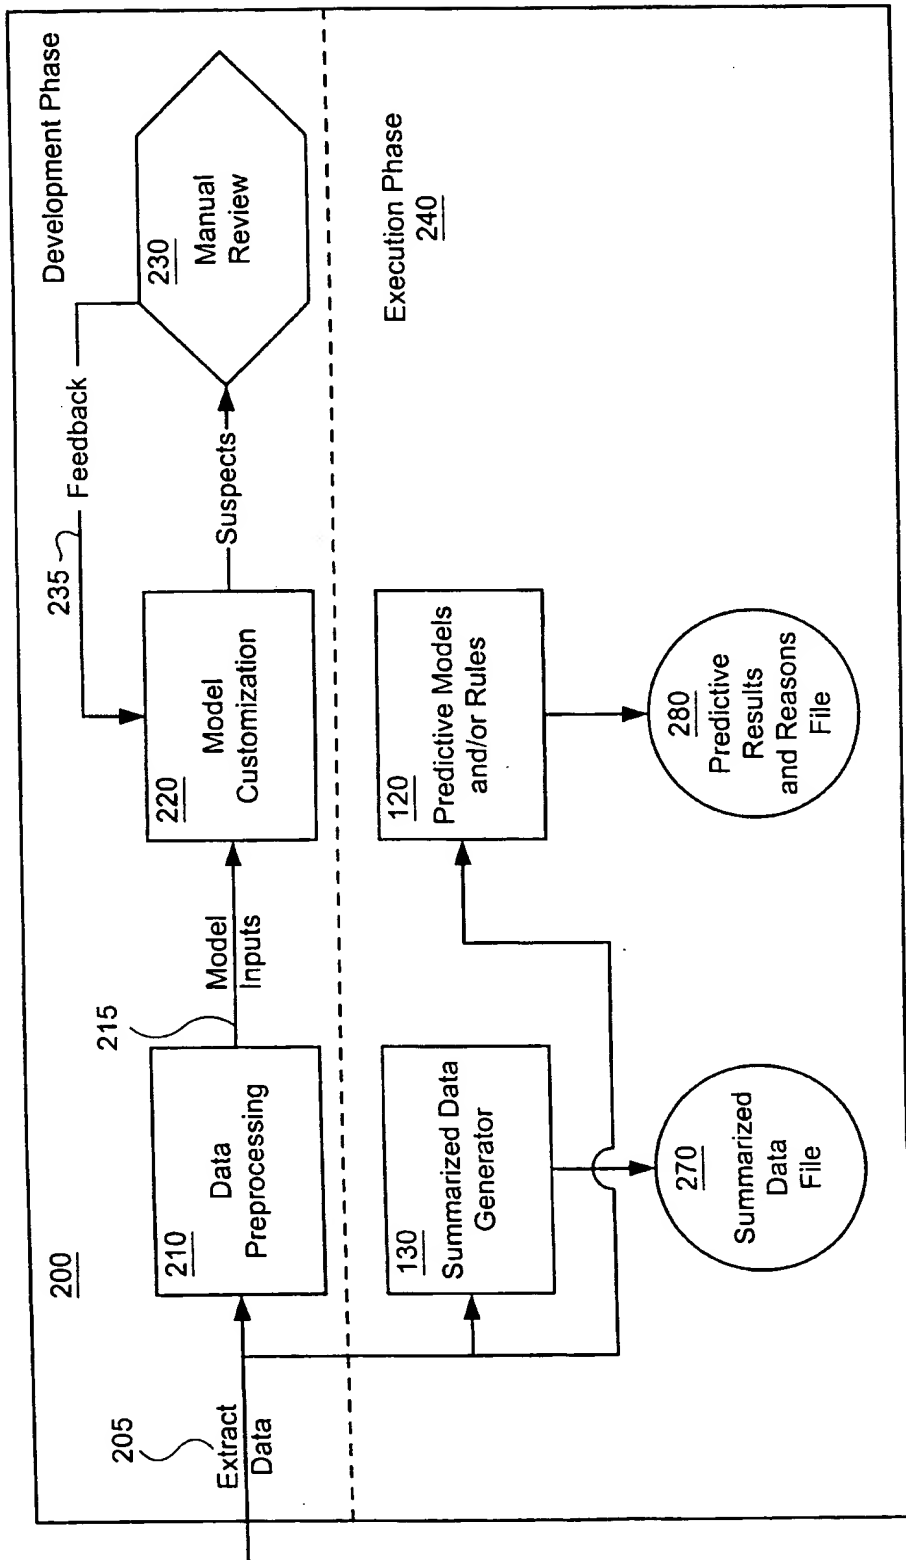 200
Development Phase
205
Extract
Data
210
Data
Preprocessing
215
Model
Inputs
220
Model
Customization
235
Feedback
Suspects
230
Manual
Review
Execution Phase
240
130
Summarized Data
Generator
120
Predictive Models
and/or Rules
270
Summarized
Data
File
280
Predictive
Results
and Reasons
File